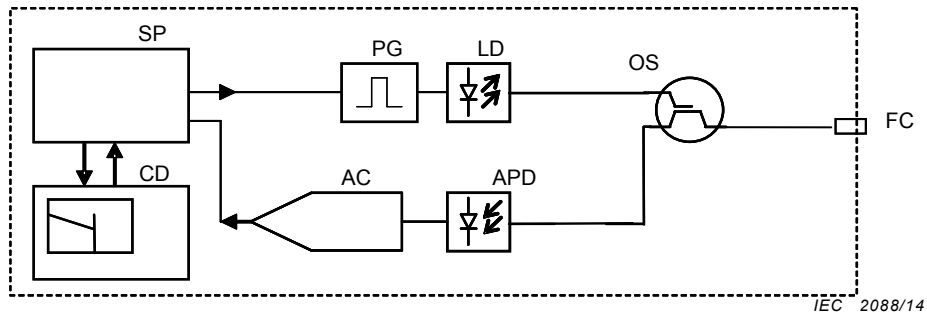 SP
PG
LD
OS
FC
CD
AC
APD
IEC 2088/14